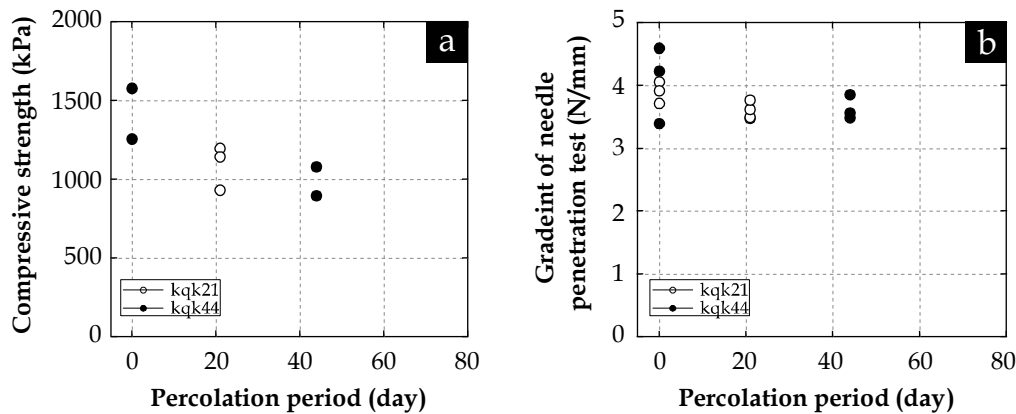 a
Compressive strength (kPa)
2000
1500
1000
500
0
kqk21
kqk44
0 20 40 60 80
Percolation period (day)
b
Gradeint of needle
penetration test (N/mm)
5
4
3
2
1
0
kqk21
kqk44
0 20 40 60 80
Percolation period (day)